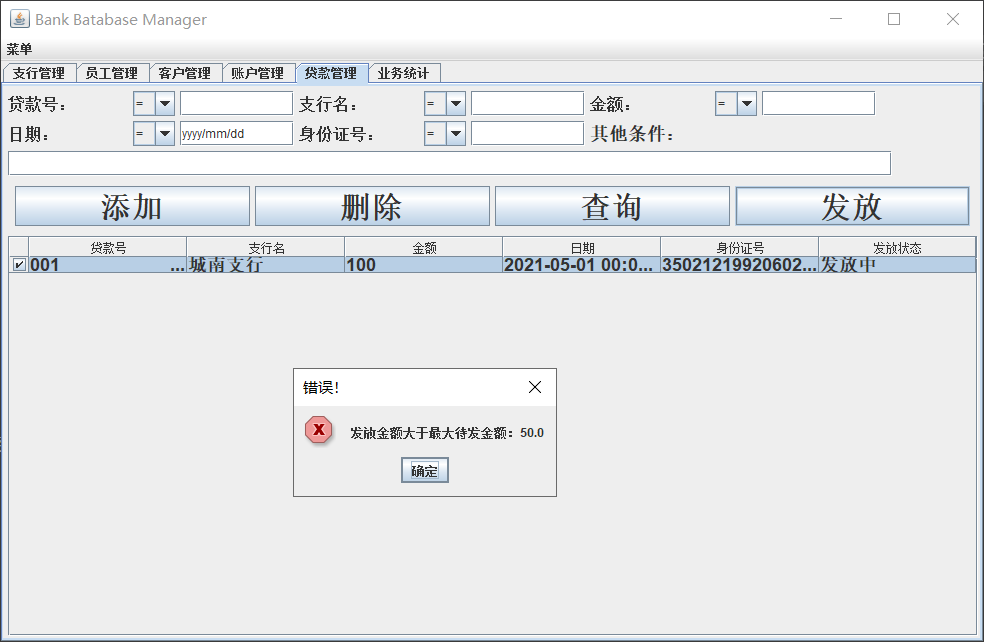 Bank Batabase Manager
菜单
支行管理 员工管理 客户管理 账户管理 贷款管理 业务统计
贷款号: = 支行名: = 金额: =
日期: = yyyy/mm/dd 身份证号: = 其他条件:
添加 删除 查询 发放
贷款号 支行名 金额 日期 身份证号 发放状态
001 ... 城南支行 100 2021-05-01 00:0... 35021219920602... 发放中
错误!
发放金额大于最大待发金额: 50.0
确定